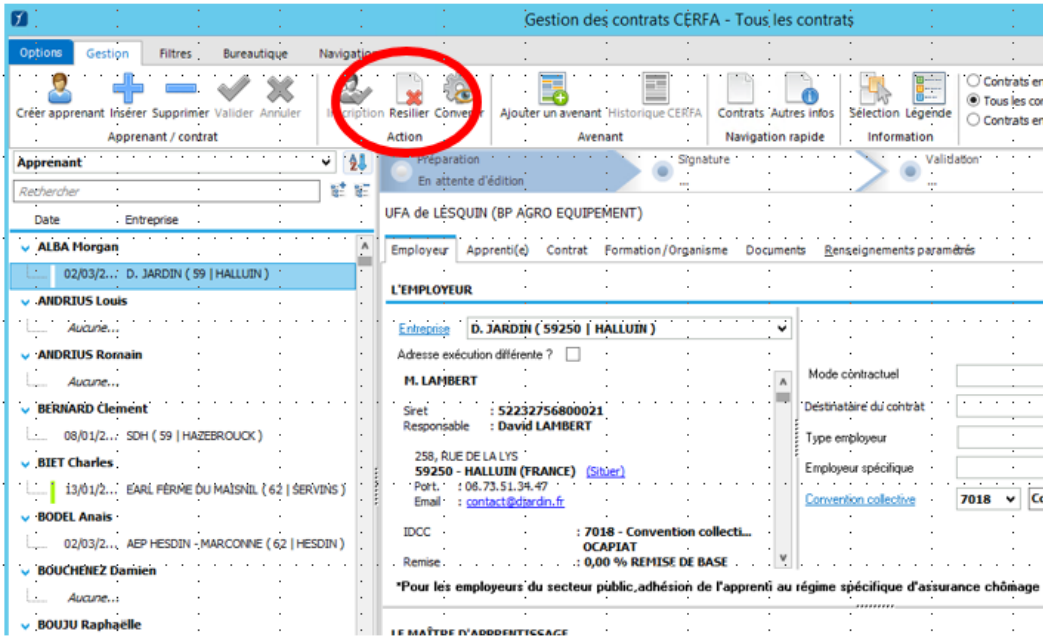 Gestion des contrats CERFA - Tous les contrats
Options Gestion Filtres Bureautique Navigation
Créer apprenant Insérer Supprimer Valider Annuler Inscription Resilier Convertir Ajouter un avenant Historique CERFA Contrats Autres infos Sélection Légende
Contrats en
Tous les con
Contrats en
Apprenant / contrat Action Avenant Navigation rapide Information
Apprenant
Rechercher
Date Entreprise
ALBA Morgan
02/03/2... D. JARDIN ( 59 | HALLUIN )
ANDRIUS Louis
Aucune...
ANDRIUS Romain
Aucune...
BERNARD Clement
08/01/2... SDH ( 59 | HAZEBROUCK )
BIET Charles
13/01/2... EARL FERME DU MAISNIL ( 62 | SERVINS )
BODEL Anais
02/03/2... AEP HESDIN - MARCONNE ( 62 | HESDIN )
BOUCHENEZ Damien
Aucune...
BOUJU Raphaëlle
Préparation
En attente d'édition
Signature
...
Validation
...
UFA de LESQUIN (BP AGRO EQUIPEMENT)
Employeur Apprenti(e) Contrat Formation/Organisme Documents Renseignements paramétrés
L'EMPLOYEUR
Entreprise D. JARDIN ( 59250 | HALLUIN )
Adresse exécution différente ?
M. LAMBERT
Siret : 52232756800021
Responsable : David LAMBERT
258, RUE DE LA LYS
59250 - HALLUIN (FRANCE) (Situer)
Port. : 06.73.51.34.47
Email : contact@djardin.fr
IDCC : 7018 - Convention collecti...
OCAPIAT
Remise : 0,00 % REMISE DE BASE
Mode contractuel
Destinataire du contrat
Type employeur
Employeur spécifique
Convention collective 7018 Co
*Pour les employeurs du secteur public,adhésion de l'apprenti au régime spécifique d'assurance chômage
LE MAÎTRE D'APPRENTISSAGE